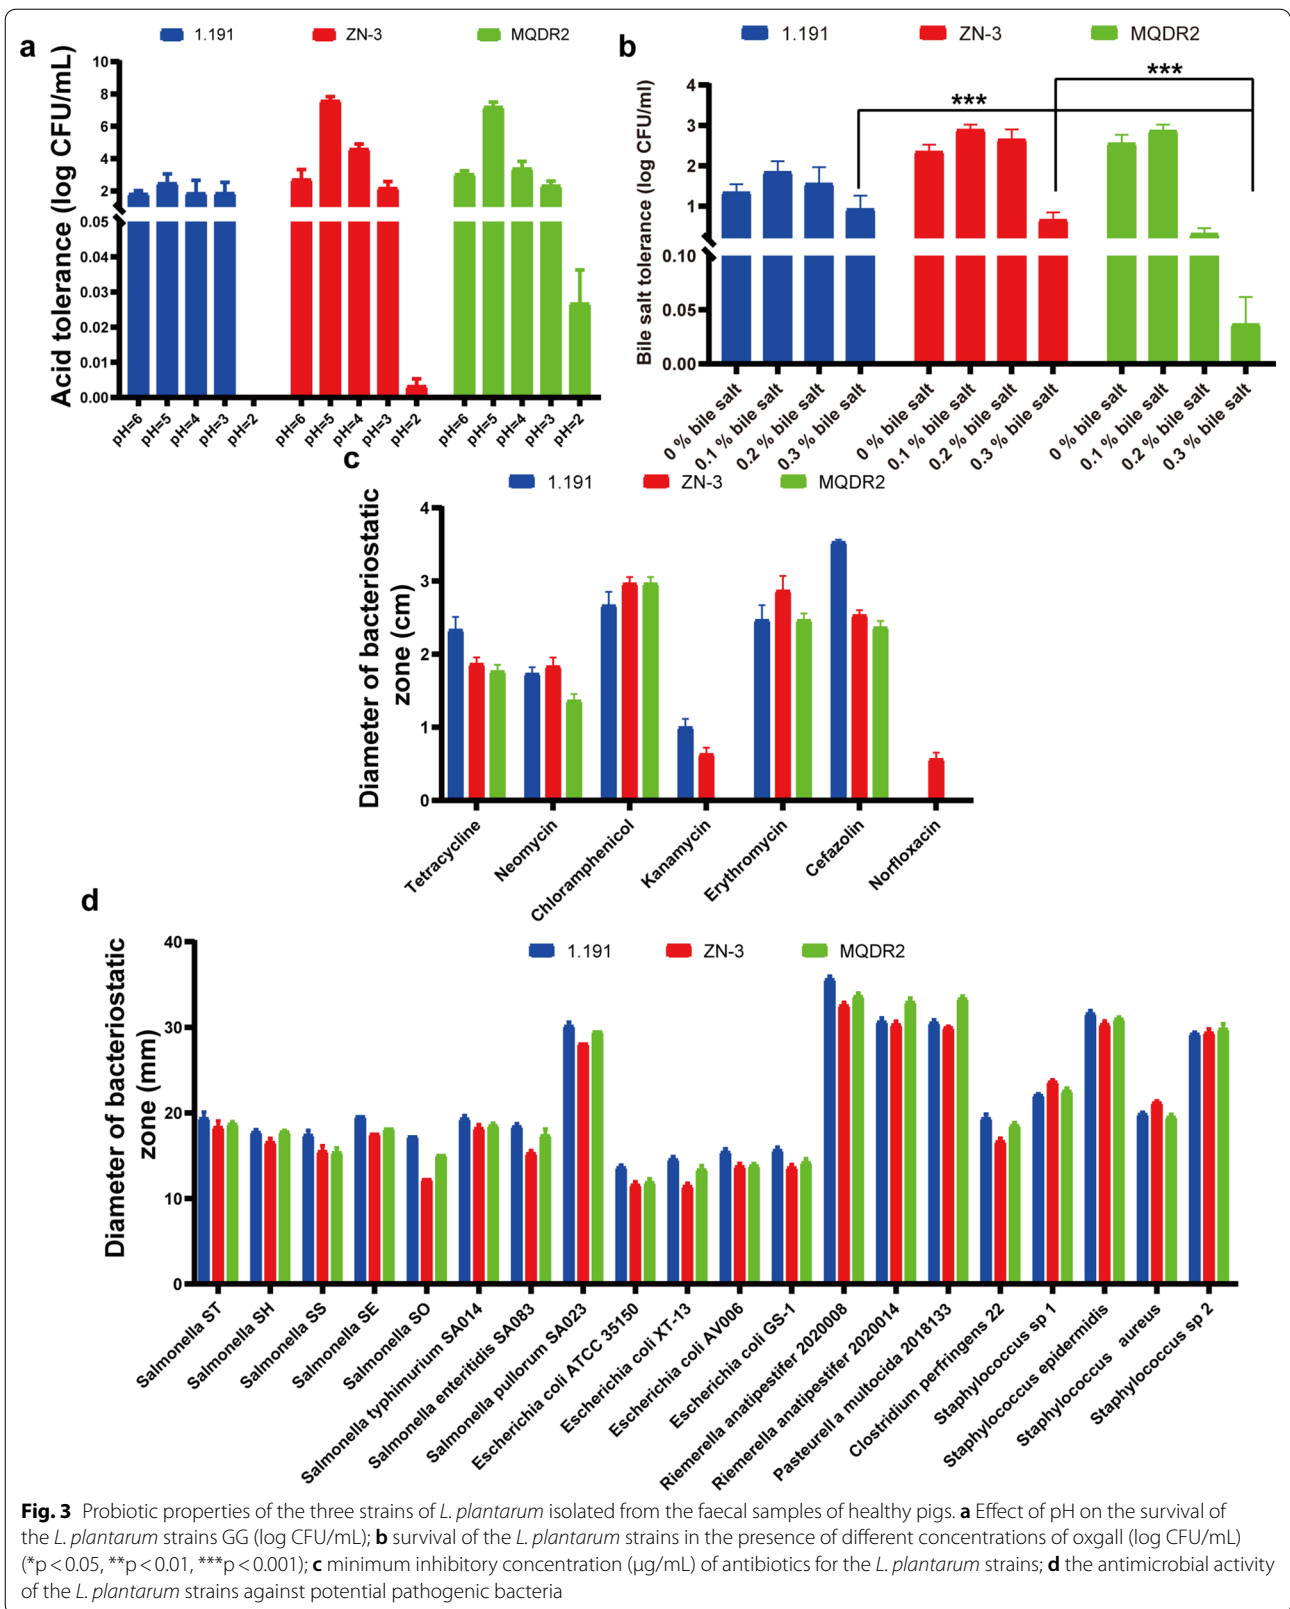 a
1.191 ZN-3 MQDR2
Acid tolerance (log CFU/mL)
10
8
6
4
2
0.05
0.04
0.03
0.02
0.01
0.00
pH=6 pH=5 pH=4 pH=3 pH=2 pH=6 pH=5 pH=4 pH=3 pH=2 pH=6 pH=5 pH=4 pH=3 pH=2
b
1.191 ZN-3 MQDR2
***
***
Bile salt tolerance (log CFU/ml)
4
3
2
1
0.10
0.05
0.00
0 % bile salt 0.1 % bile salt 0.2 % bile salt 0.3 % bile salt 0 % bile salt 0.1 % bile salt 0.2 % bile salt 0.3 % bile salt 0 % bile salt 0.1 % bile salt 0.2 % bile salt 0.3 % bile salt
c
1.191 ZN-3 MQDR2
Diameter of bacteriostatic
zone (cm)
4
3
2
1
0
Tetracycline
Neomycin
Chloramphenicol
Kanamycin
Erythromycin
Cefazolin
Norfloxacin
d
1.191 ZN-3 MQDR2
Diameter of bacteriostatic
zone (mm)
40
30
20
10
0
Salmonella ST
Salmonella SH
Salmonella SS
Salmonella SE
Salmonella SO
Salmonella typhimurium SA014
Salmonella enteritidis SA083
Salmonella pullorum SA023
Escherichia coli ATCC 35150
Escherichia coli XT-13
Escherichia coli AV006
Escherichia coli GS-1
Riemerella anatipestifer 2020008
Riemerella anatipestifer 2020014
Pasteurella multocida 2018133
Clostridium perfringens 22
Staphylococcus sp 1
Staphylococcus epidermidis
Staphylococcus aureus
Staphylococcus sp 2
Fig. 3 Probiotic properties of the three strains of L. plantarum isolated from the faecal samples of healthy pigs. a Effect of pH on the survival of
the L. plantarum strains GG (log CFU/mL); b survival of the L. plantarum strains in the presence of different concentrations of oxgall (log CFU/mL)
(*p < 0.05, **p < 0.01, ***p < 0.001); c minimum inhibitory concentration (μg/mL) of antibiotics for the L. plantarum strains; d the antimicrobial activity
of the L. plantarum strains against potential pathogenic bacteria